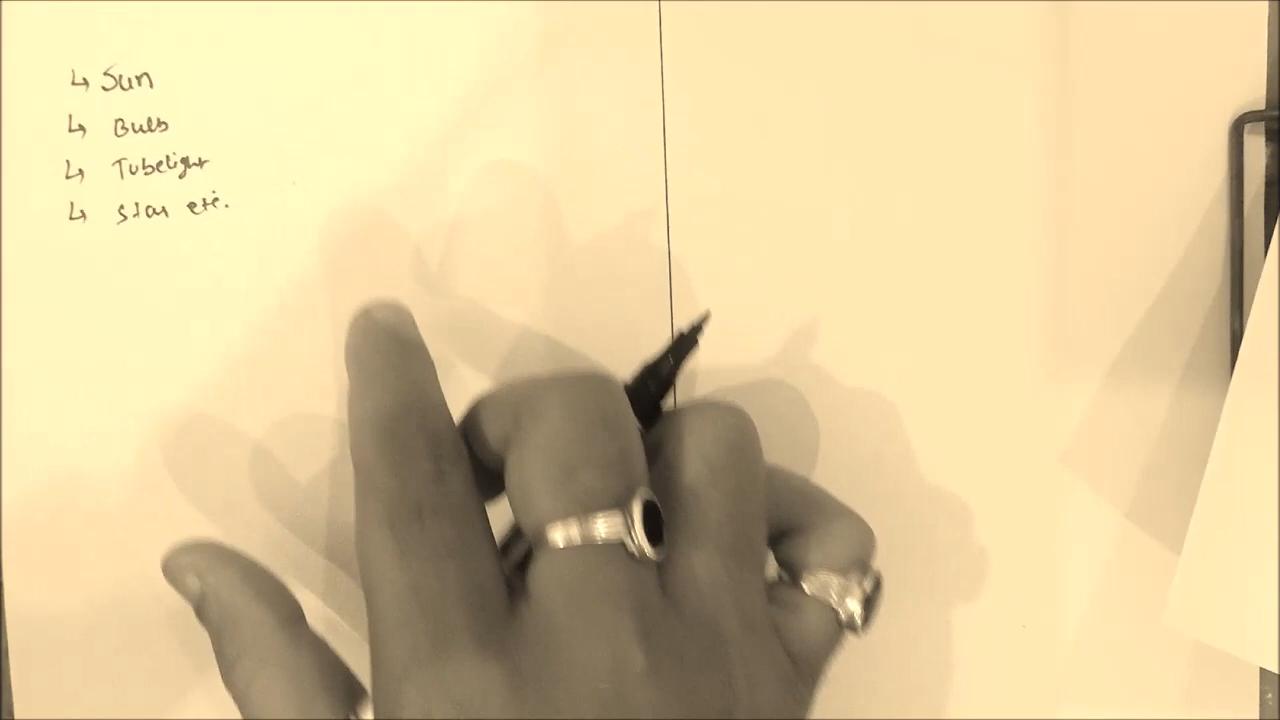 ↳ Sun
↳ Bulb
↳ Tubelight
↳ Star etc.